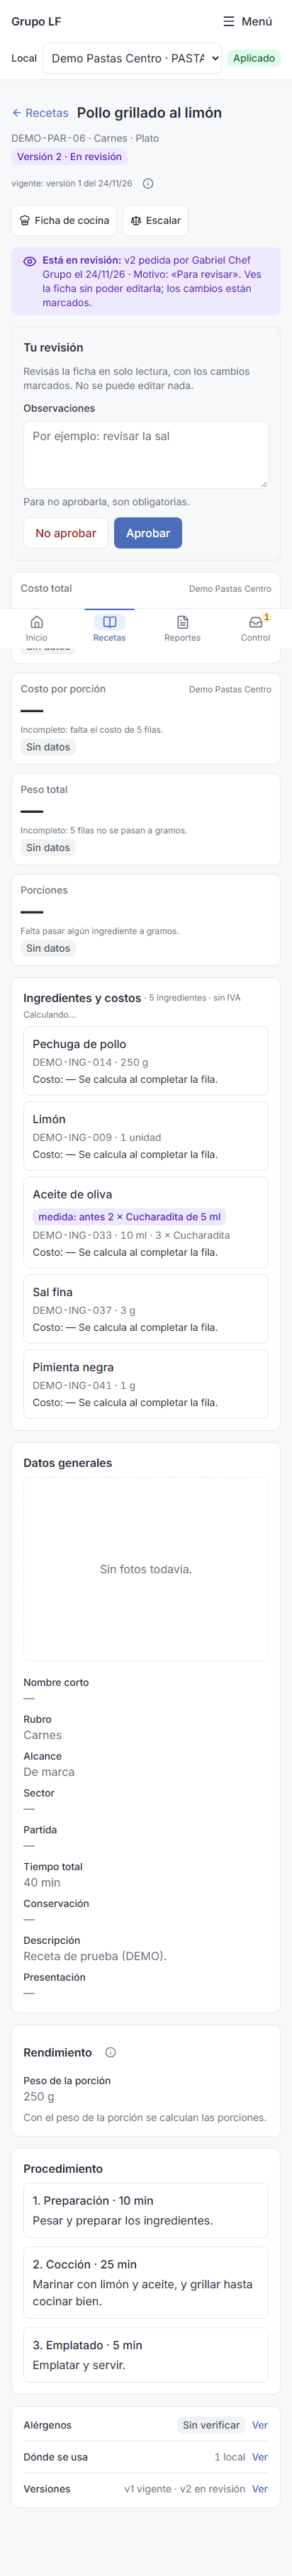 Grupo LF
Menú
Local
Demo Pastas Centro · PASTA
Aplicado
Recetas
Pollo grillado al limón
DEMO-PAR-06 · Carnes · Plato
Versión 2 · En revisión
vigente: versión 1 del 24/11/26
Ficha de cocina
Escalar
Está en revisión: v2 pedida por Gabriel Chef
Grupo el 24/11/26 · Motivo: «Para revisar». Ves
la ficha sin poder editarla; los cambios están
marcados.
Tu revisión
Revisás la ficha en solo lectura, con los cambios
marcados. No se puede editar nada.
Observaciones
Por ejemplo: revisar la sal
Para no aprobarla, son obligatorias.
No aprobar
Aprobar
Costo total
Demo Pastas Centro
Inicio
Recetas
Reportes
Control
1
Costo por porción
Demo Pastas Centro
—
Incompleto: falta el costo de 5 filas.
Sin datos
Peso total
—
Incompleto: 5 filas no se pasan a gramos.
Sin datos
Porciones
—
Falta pasar algún ingrediente a gramos.
Sin datos
Ingredientes y costos · 5 ingredientes · sin IVA
Calculando...
Pechuga de pollo
DEMO-ING-014 · 250 g
Costo: — Se calcula al completar la fila.
Limón
DEMO-ING-009 · 1 unidad
Costo: — Se calcula al completar la fila.
Aceite de oliva
medida: antes 2 × Cucharadita de 5 ml
DEMO-ING-033 · 10 ml · 3 × Cucharadita
Costo: — Se calcula al completar la fila.
Sal fina
DEMO-ING-037 · 3 g
Costo: — Se calcula al completar la fila.
Pimienta negra
DEMO-ING-041 · 1 g
Costo: — Se calcula al completar la fila.
Datos generales
Sin fotos todavía.
Nombre corto
—
Rubro
Carnes
Alcance
De marca
Sector
—
Partida
—
Tiempo total
40 min
Conservación
—
Descripción
Receta de prueba (DEMO).
Presentación
—
Rendimiento
Peso de la porción
250 g
Con el peso de la porción se calculan las porciones.
Procedimiento
1. Preparación · 10 min
Pesar y preparar los ingredientes.
2. Cocción · 25 min
Marinar con limón y aceite, y grillar hasta
cocinar bien.
3. Emplatado · 5 min
Emplatar y servir.
Alérgenos
Sin verificar
Ver
Dónde se usa
1 local
Ver
Versiones
v1 vigente · v2 en revisión
Ver